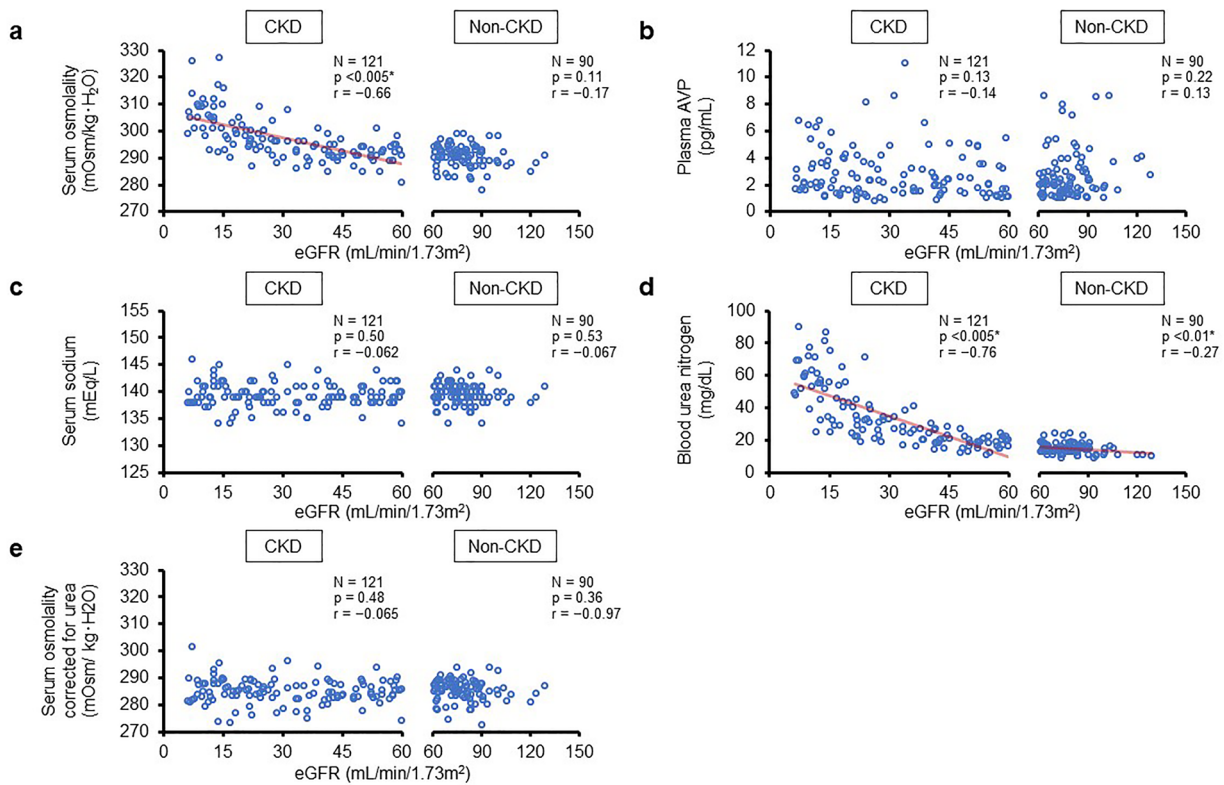 a
CKD
Non-CKD
Serum osmolality
(mOsm/kg·H₂O)
330
320
310
300
290
280
270
N = 121
p <0.005*
r = −0.66
N = 90
p = 0.11
r = −0.17
0 15 30 45 60 60 90 120 150
eGFR (mL/min/1.73m²)
b
CKD
Non-CKD
Plasma AVP
(pg/mL)
12
10
8
6
4
2
0
N = 121
p = 0.13
r = −0.14
N = 90
p = 0.22
r = 0.13
0 15 30 45 60 60 90 120 150
eGFR (mL/min/1.73m²)
c
CKD
Non-CKD
Serum sodium
(mEq/L)
155
150
145
140
135
130
125
N = 121
p = 0.50
r = −0.062
N = 90
p = 0.53
r = −0.067
0 15 30 45 60 60 90 120 150
eGFR (mL/min/1.73m²)
d
CKD
Non-CKD
Blood urea nitrogen
(mg/dL)
100
80
60
40
20
0
N = 121
p <0.005*
r = −0.76
N = 90
p <0.01*
r = −0.27
0 15 30 45 60 60 90 120 150
eGFR (mL/min/1.73m²)
e
CKD
Non-CKD
Serum osmolality
corrected for urea
(mOsm/ kg·H2O)
330
320
310
300
290
280
270
N = 121
p = 0.48
r = −0.065
N = 90
p = 0.36
r = −0.0.97
0 15 30 45 60 60 90 120 150
eGFR (mL/min/1.73m²)